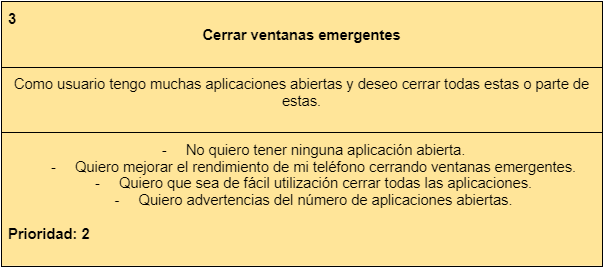 3
Cerrar ventanas emergentes
Como usuario tengo muchas aplicaciones abiertas y deseo cerrar todas estas o parte de
estas.
- No quiero tener ninguna aplicación abierta.
- Quiero mejorar el rendimiento de mi teléfono cerrando ventanas emergentes.
- Quiero que sea de fácil utilización cerrar todas las aplicaciones.
- Quiero advertencias del número de aplicaciones abiertas.
Prioridad: 2